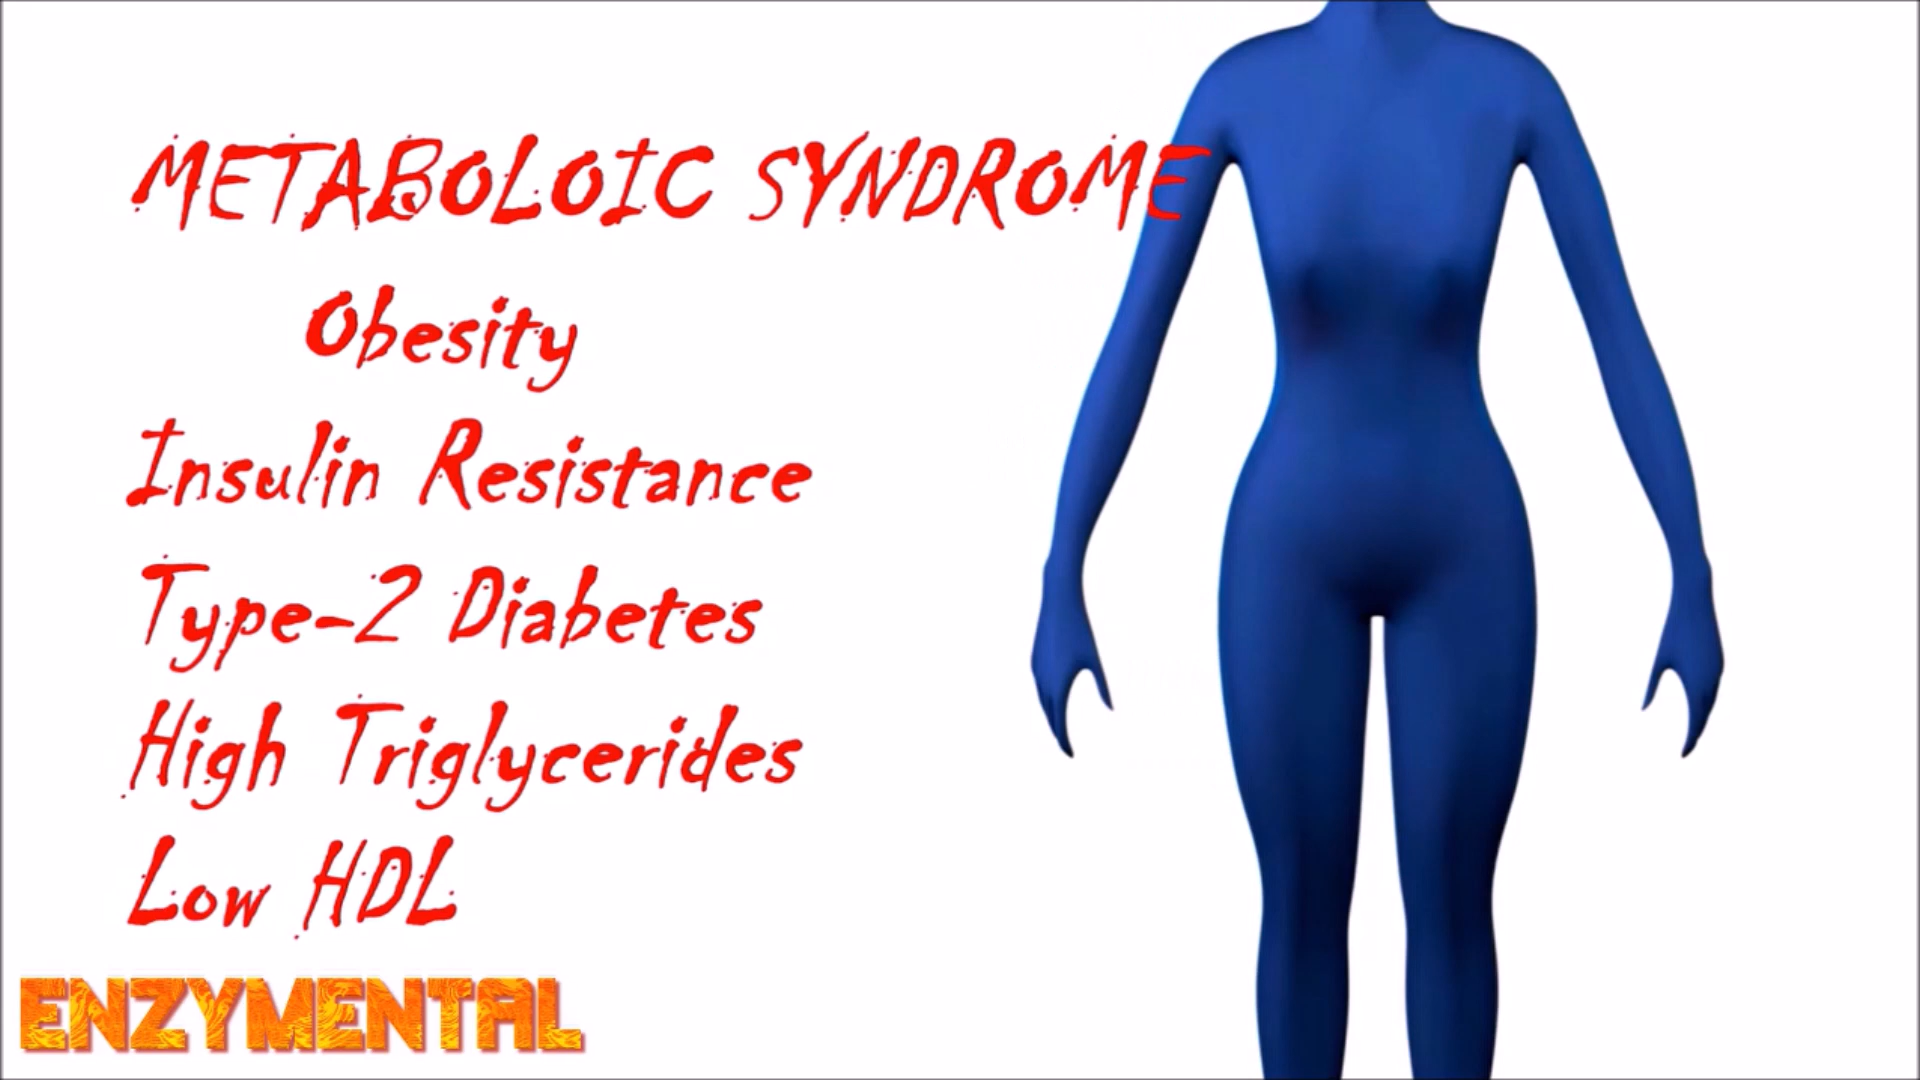 METABOLOIC SYNDROME
Obesity
Insulin Resistance
Type-2 Diabetes
High Triglycerides
Low HDL
ENZYMENTAL